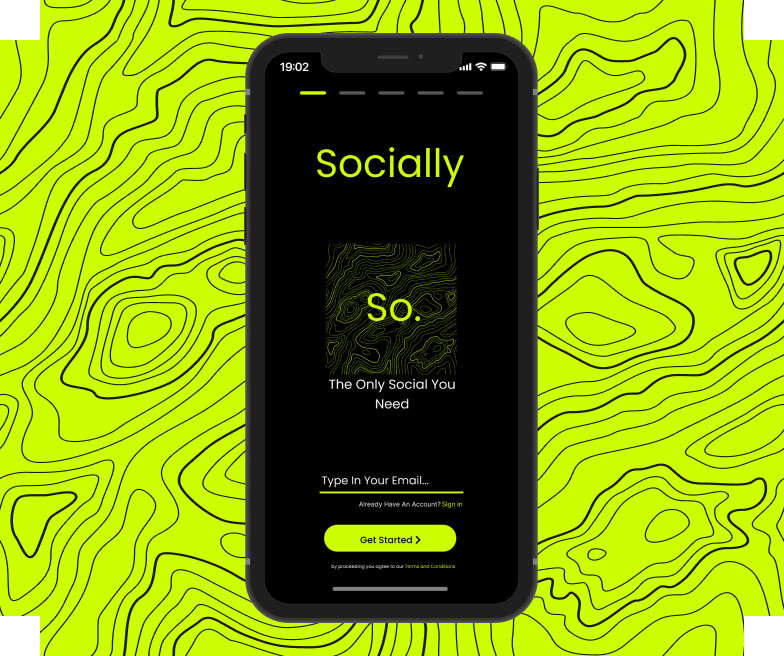 19:02
Socially
So.
The Only Social You
Need
Type In Your Email...
Already Have An Account? Sign in
Get Started
by proceeding you agree to our Terms and Conditions